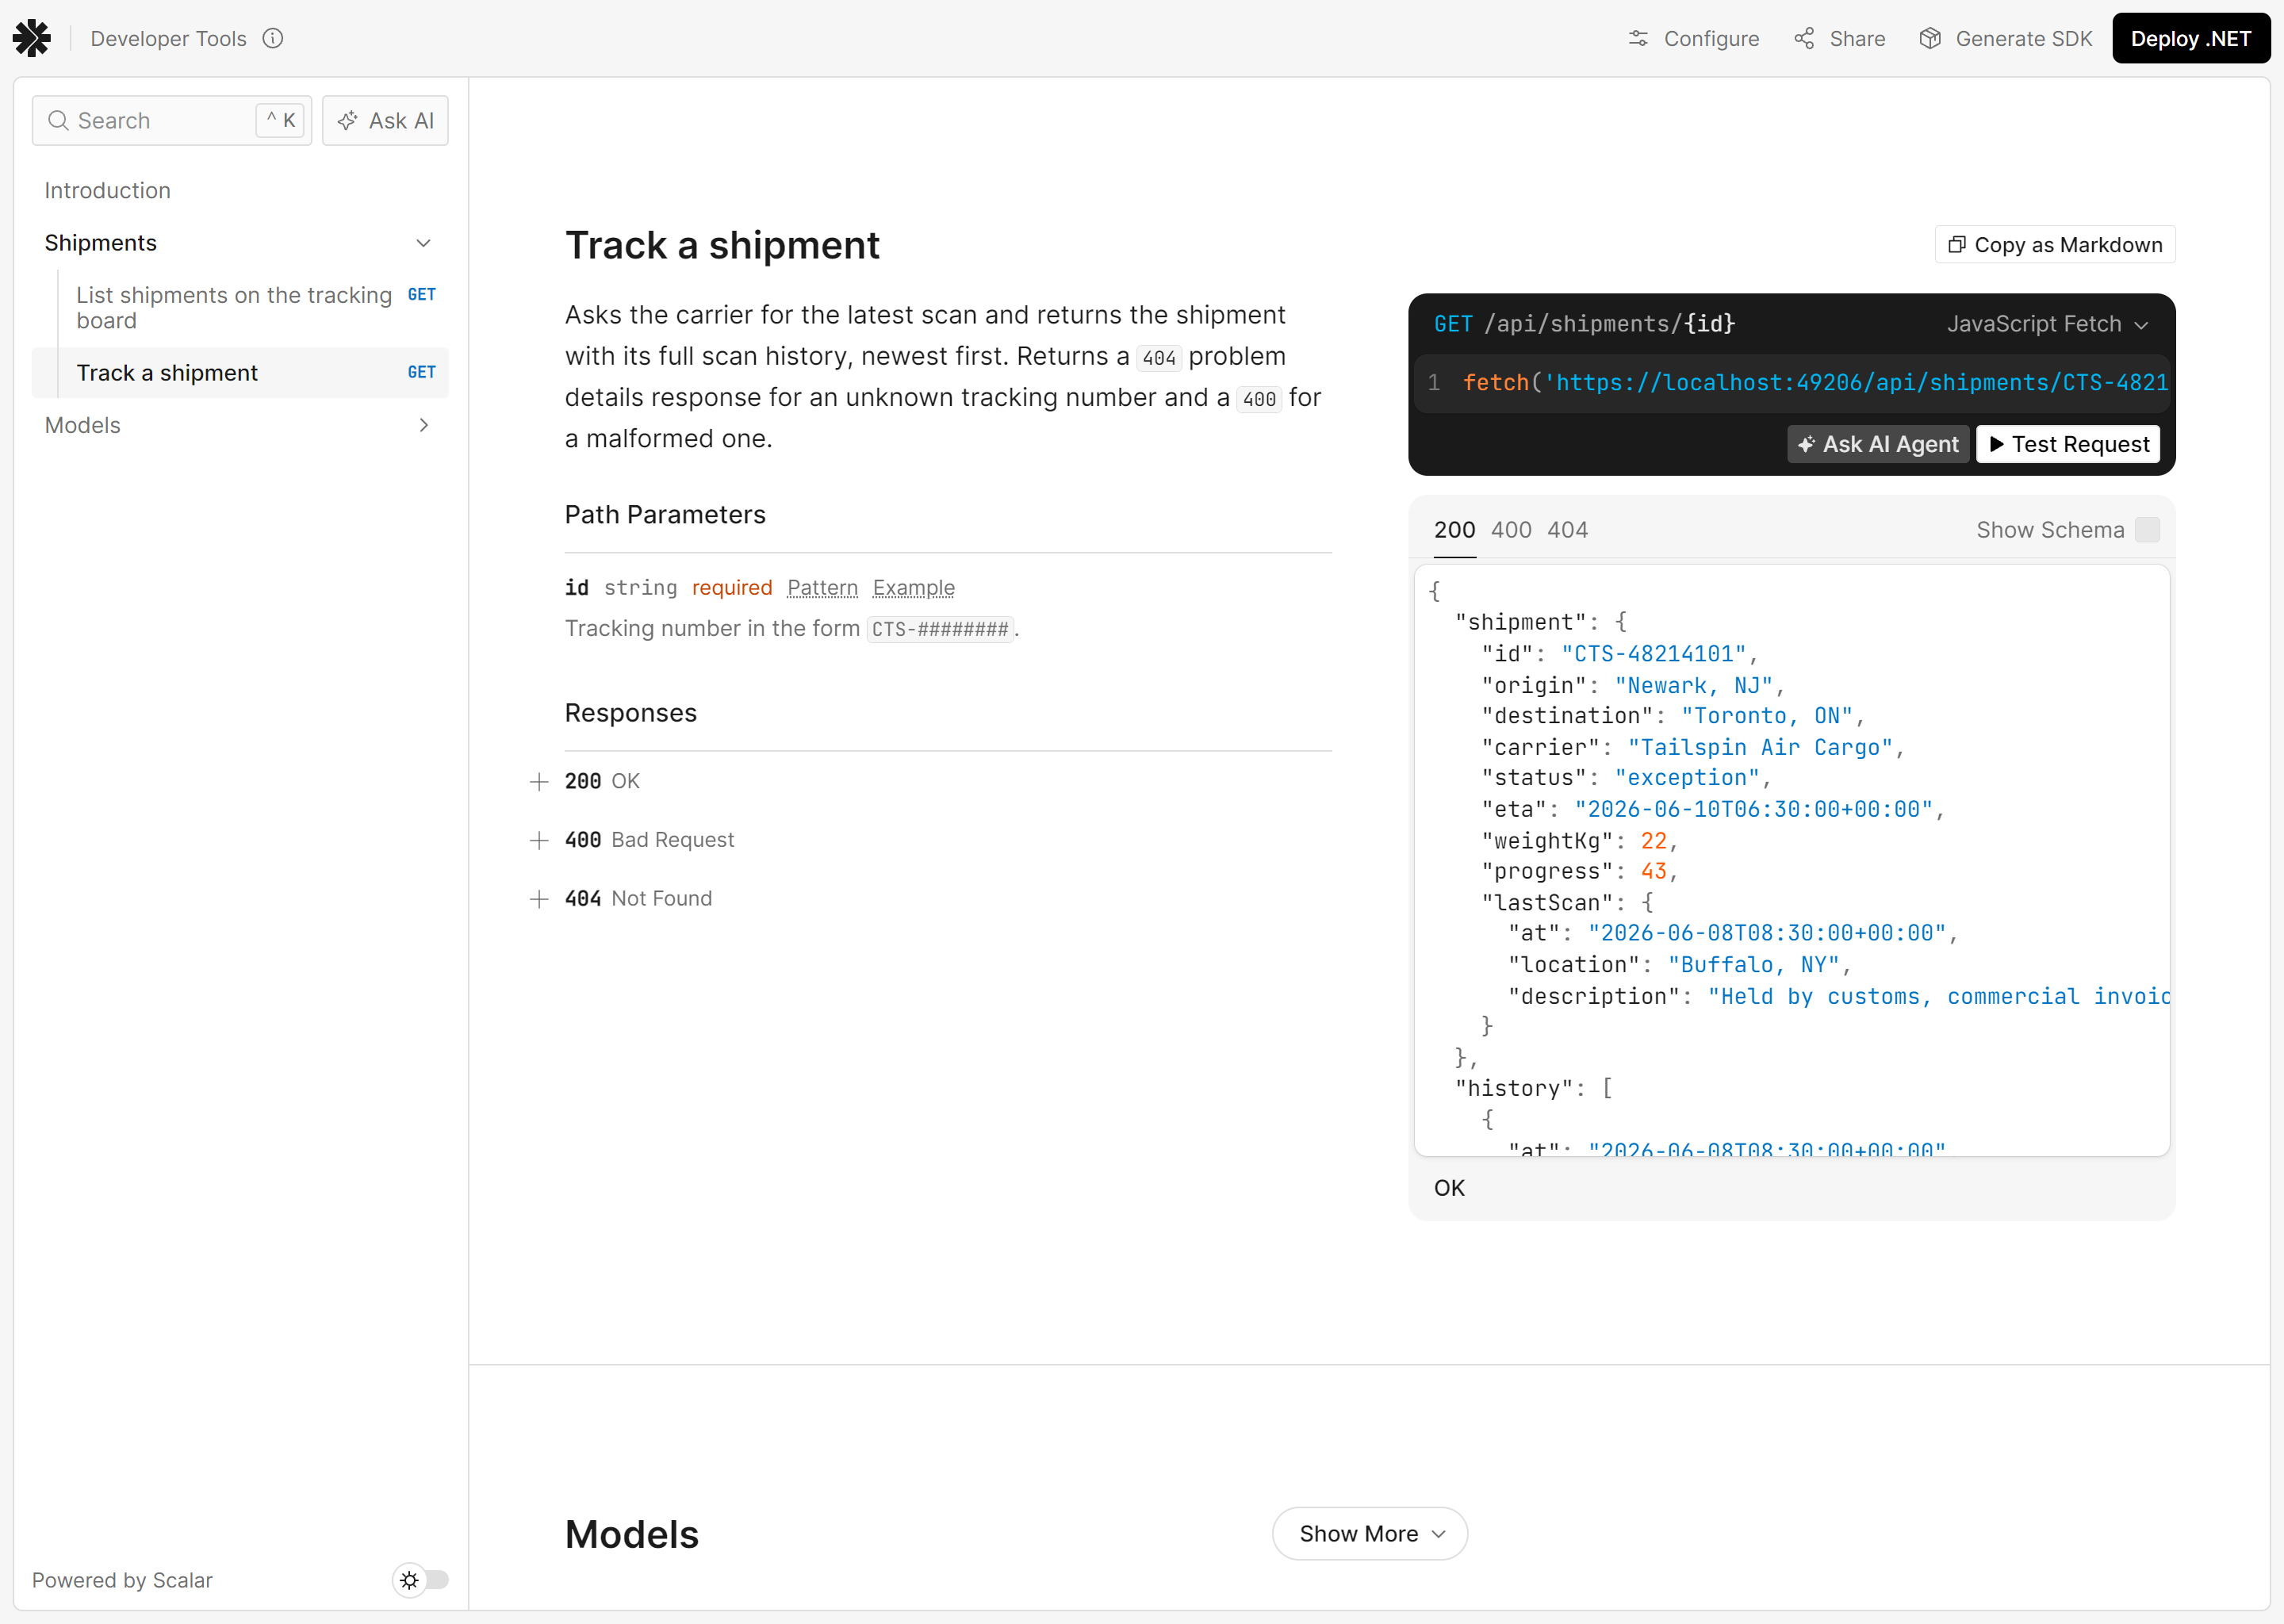 Developer Tools
Configure
Share
Generate SDK
Deploy .NET
Search
^ K
Ask AI
Introduction
Shipments
List shipments on the tracking board GET
Track a shipment GET
Models
Powered by Scalar
Track a shipment
Copy as Markdown
Asks the carrier for the latest scan and returns the shipment
with its full scan history, newest first. Returns a 404 problem
details response for an unknown tracking number and a 400 for
a malformed one.
Path Parameters
id string required Pattern Example
Tracking number in the form CTS-########.
Responses
200 OK
400 Bad Request
404 Not Found
GET /api/shipments/{id}
JavaScript Fetch
1 fetch('https://localhost:49206/api/shipments/CTS-4821
Ask AI Agent
Test Request
200 400 404
Show Schema
{
"shipment": {
"id": "CTS-48214101",
"origin": "Newark, NJ",
"destination": "Toronto, ON",
"carrier": "Tailspin Air Cargo",
"status": "exception",
"eta": "2026-06-10T06:30:00+00:00",
"weightKg": 22,
"progress": 43,
"lastScan": {
"at": "2026-06-08T08:30:00+00:00",
"location": "Buffalo, NY",
"description": "Held by customs, commercial invoic
}
},
"history": [
{
"at": "2026-06-08T08:30:00+00:00"
OK
Models
Show More